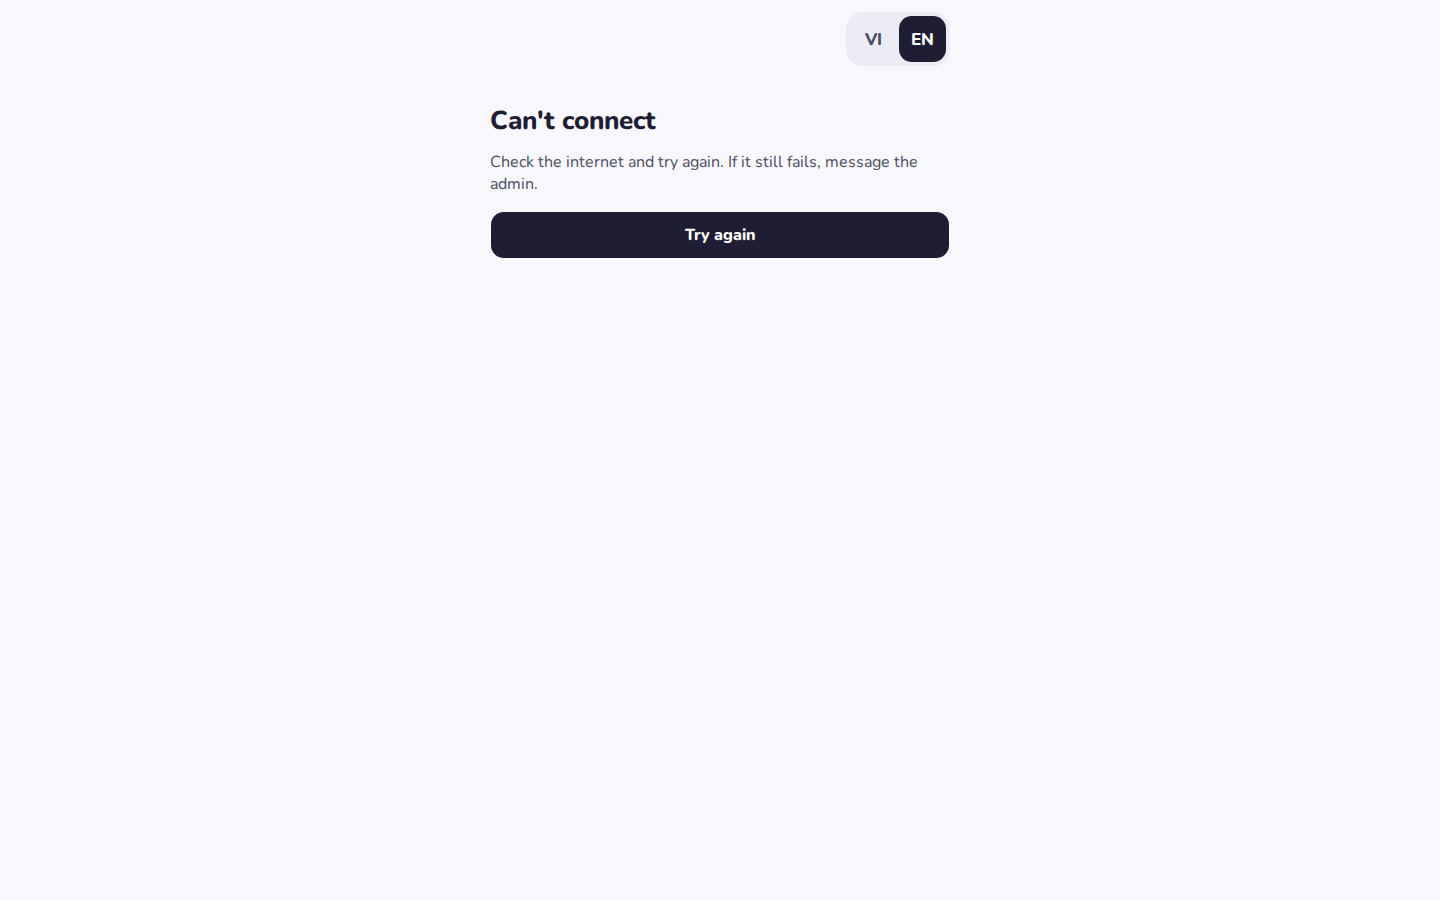 VI EN
Can't connect
Check the internet and try again. If it still fails, message the
admin.
Try again